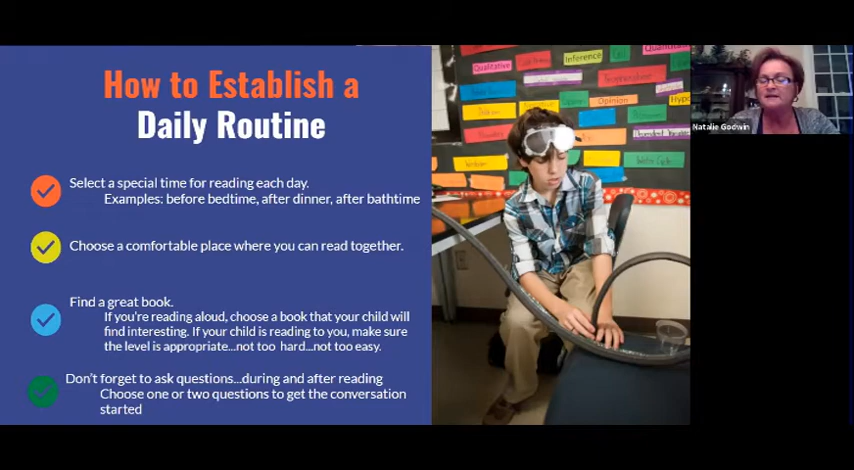 How to Establish a
Daily Routine
Select a special time for reading each day.
Examples: before bedtime, after dinner, after bathtime
Choose a comfortable place where you can read together.
Find a great book.
If you're reading aloud, choose a book that your child will
find interesting. If your child is reading to you, make sure
the level is appropriate...not too hard...not too easy.
Don't forget to ask questions...during and after reading
Choose one or two questions to get the conversation
started
Qualitative
Inference
Opinion
Natalie Godwin